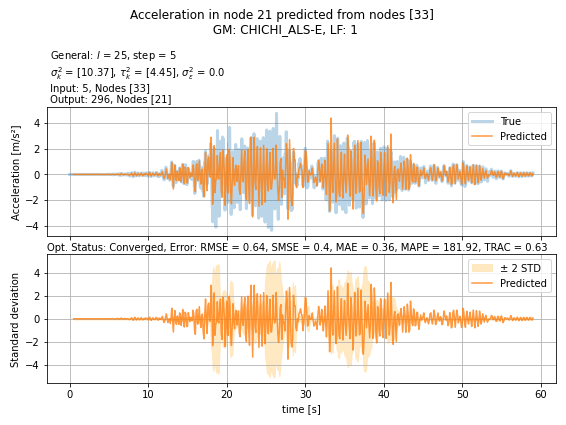 Acceleration in node 21 predicted from nodes [33]
GM: CHICHI_ALS-E, LF: 1
General: l = 25, step = 5
σ²ₖ = [10.37], τ²ₖ = [4.45], σ²ε = 0.0
Input: 5, Nodes [33]
Output: 296, Nodes [21]
Acceleration [m/s²]
4
2
0
−2
−4
True
Predicted
Opt. Status: Converged, Error: RMSE = 0.64, SMSE = 0.4, MAE = 0.36, MAPE = 181.92, TRAC = 0.63
Standard deviation
4
2
0
−2
−4
± 2 STD
Predicted
0 10 20 30 40 50 60
time [s]